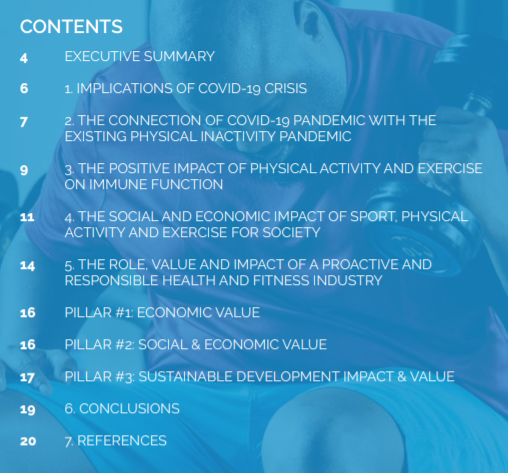 CONTENTS
4 EXECUTIVE SUMMARY
6 1. IMPLICATIONS OF COVID-19 CRISIS
7 2. THE CONNECTION OF COVID-19 PANDEMIC WITH THE
EXISTING PHYSICAL INACTIVITY PANDEMIC
9 3. THE POSITIVE IMPACT OF PHYSICAL ACTIVITY AND EXERCISE
ON IMMUNE FUNCTION
11 4. THE SOCIAL AND ECONOMIC IMPACT OF SPORT, PHYSICAL
ACTIVITY AND EXERCISE FOR SOCIETY
14 5. THE ROLE, VALUE AND IMPACT OF A PROACTIVE AND
RESPONSIBLE HEALTH AND FITNESS INDUSTRY
16 PILLAR #1: ECONOMIC VALUE
16 PILLAR #2: SOCIAL & ECONOMIC VALUE
17 PILLAR #3: SUSTAINABLE DEVELOPMENT IMPACT & VALUE
19 6. CONCLUSIONS
20 7. REFERENCES